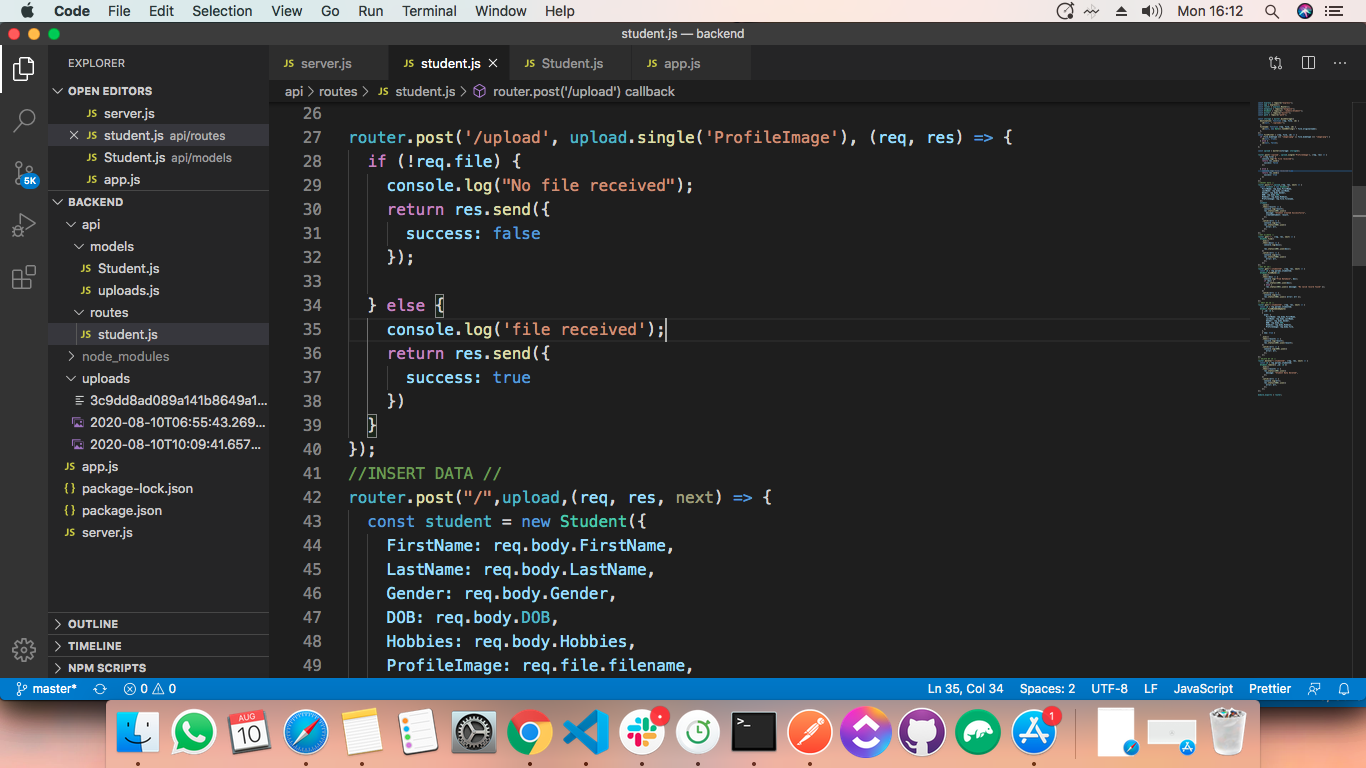 Code File Edit Selection View Go Run Terminal Window Help Mon 16:12
student.js — backend
EXPLORER
OPEN EDITORS
JS server.js
JS student.js api/routes
JS Student.js api/models
JS app.js
5K
BACKEND
api
models
JS Student.js
JS uploads.js
routes
JS student.js
node_modules
uploads
3c9dd8ad089a141b8649a1...
2020-08-10T06:55:43.269...
2020-08-10T10:09:41.657...
JS app.js
{} package-lock.json
{} package.json
JS server.js
OUTLINE
TIMELINE
NPM SCRIPTS
JS server.js JS student.js JS Student.js JS app.js
api > routes > JS student.js > router.post('/upload') callback
26
27 router.post('/upload', upload.single('ProfileImage'), (req, res) => {
28 if (!req.file) {
29 console.log("No file received");
30 return res.send({
31 success: false
32 });
33
34 } else {
35 console.log('file received');
36 return res.send({
37 success: true
38 })
39 }
40 });
41 //INSERT DATA //
42 router.post("/",upload,(req, res, next) => {
43 const student = new Student({
44 FirstName: req.body.FirstName,
45 LastName: req.body.LastName,
46 Gender: req.body.Gender,
47 DOB: req.body.DOB,
48 Hobbies: req.body.Hobbies,
49 ProfileImage: req.file.filename,
master* 0 0 Ln 35, Col 34 Spaces: 2 UTF-8 LF JavaScript Prettier
AUG
10
>_
1